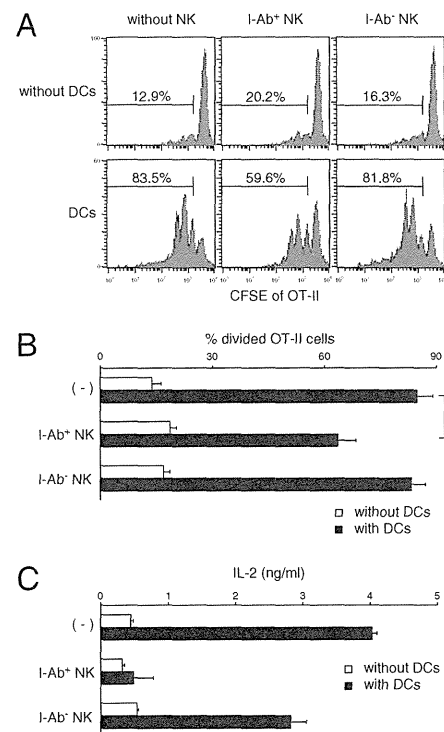 A
without NK
I-Ab⁺ NK
I-Ab⁻ NK
without DCs
100
0
12.9%
20.2%
16.3%
DCs
0
83.5%
59.6%
81.8%
CFSE of OT-II
B
% divided OT-II cells
0 30 60 90
( - )
I-Ab⁺ NK
I-Ab⁻ NK
without DCs
with DCs
C
IL-2 (ng/ml)
0 1 2 3 4 5
( - )
I-Ab⁺ NK
I-Ab⁻ NK
without DCs
with DCs